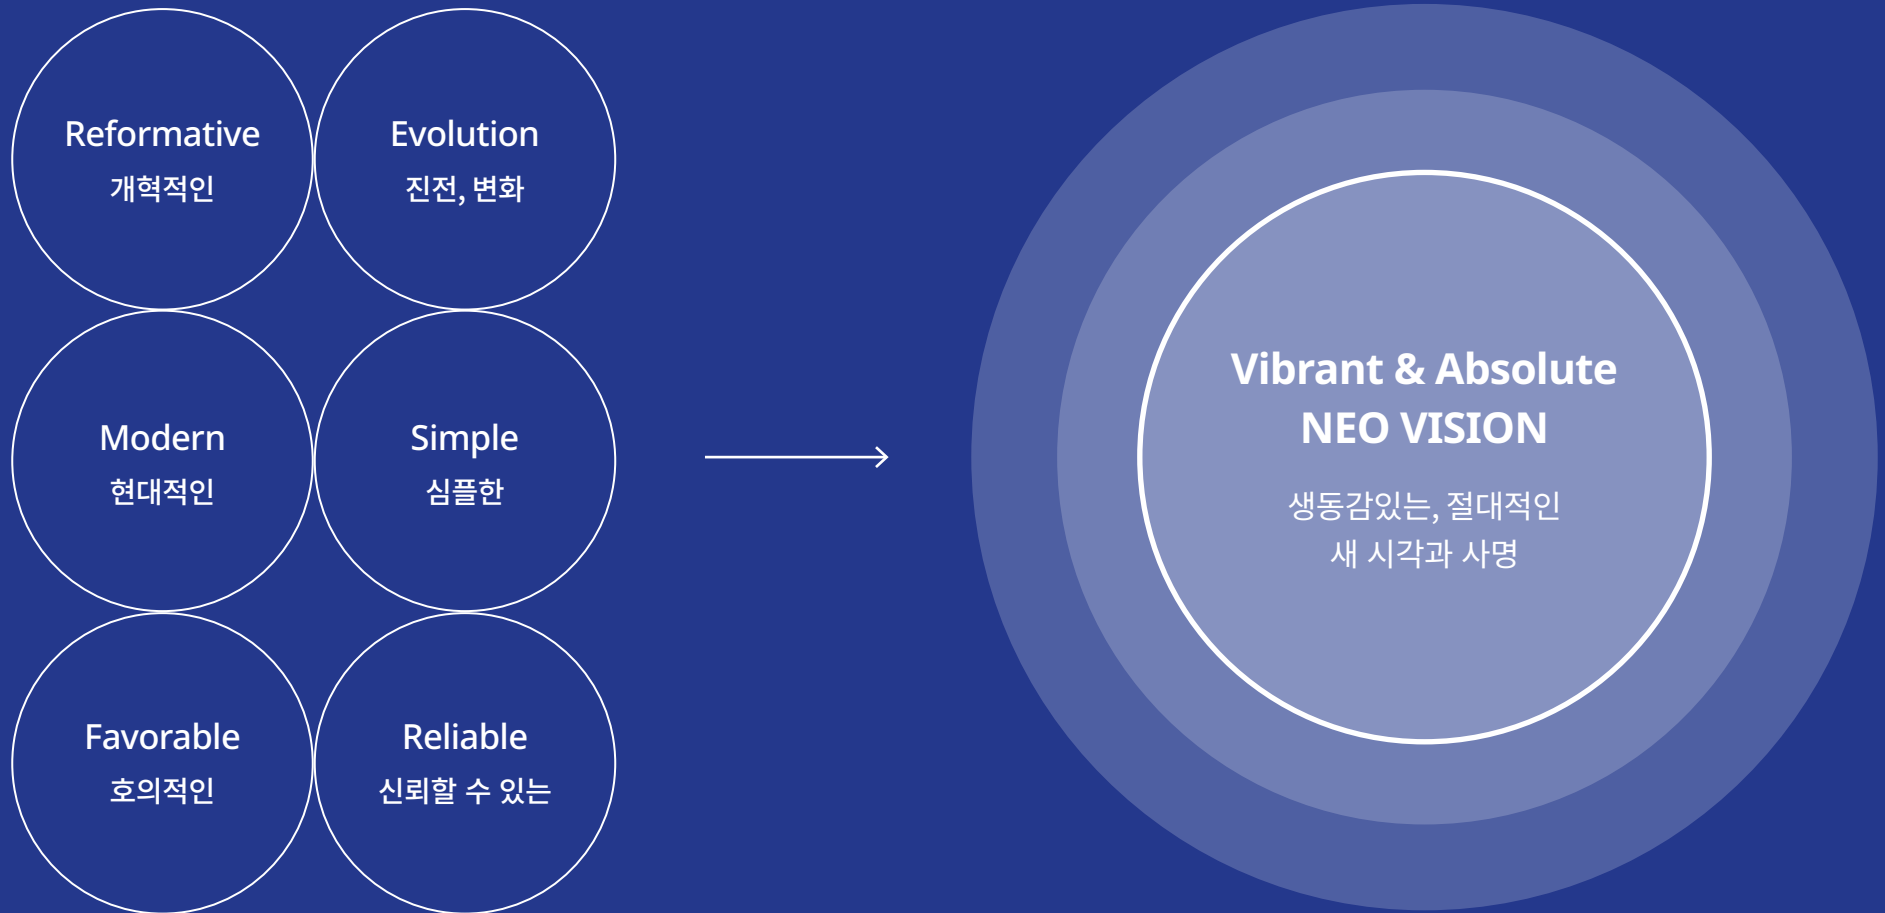 Reformative
개혁적인
Evolution
진전, 변화
Modern
현대적인
Simple
심플한
Favorable
호의적인
Reliable
신뢰할 수 있는
Vibrant & Absolute
NEO VISION
생동감있는, 절대적인
새 시각과 사명